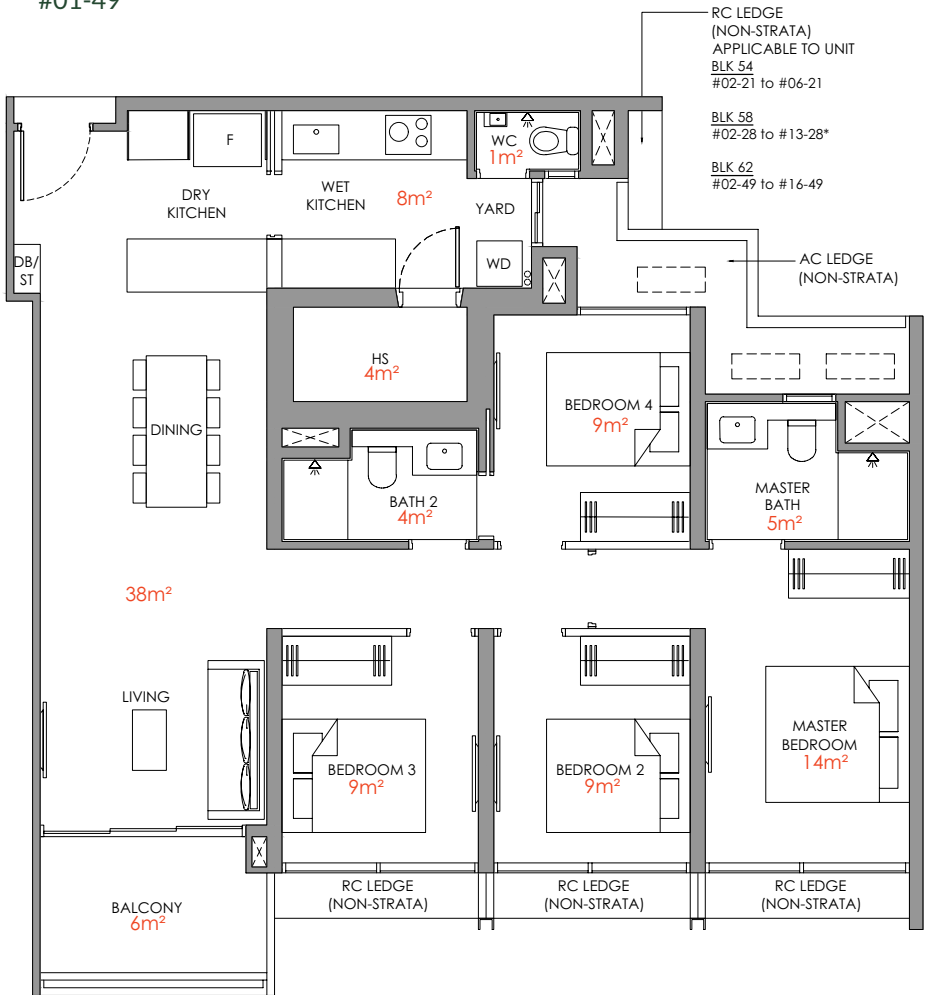 #01-49
RC LEDGE
(NON-STRATA)
APPLICABLE TO UNIT
BLK 54
#02-21 to #06-21
BLK 58
#02-28 to #13-28*
BLK 62
#02-49 to #16-49
AC LEDGE
(NON-STRATA)
F
WC
1m²
DRY
KITCHEN
WET
KITCHEN
8m²
YARD
WD
DB/
ST
HS
4m²
BEDROOM 4
9m²
DINING
BATH 2
4m²
MASTER
BATH
5m²
38m²
LIVING
BEDROOM 3
9m²
BEDROOM 2
9m²
MASTER
BEDROOM
14m²
BALCONY
6m²
RC LEDGE
(NON-STRATA)
RC LEDGE
(NON-STRATA)
RC LEDGE
(NON-STRATA)